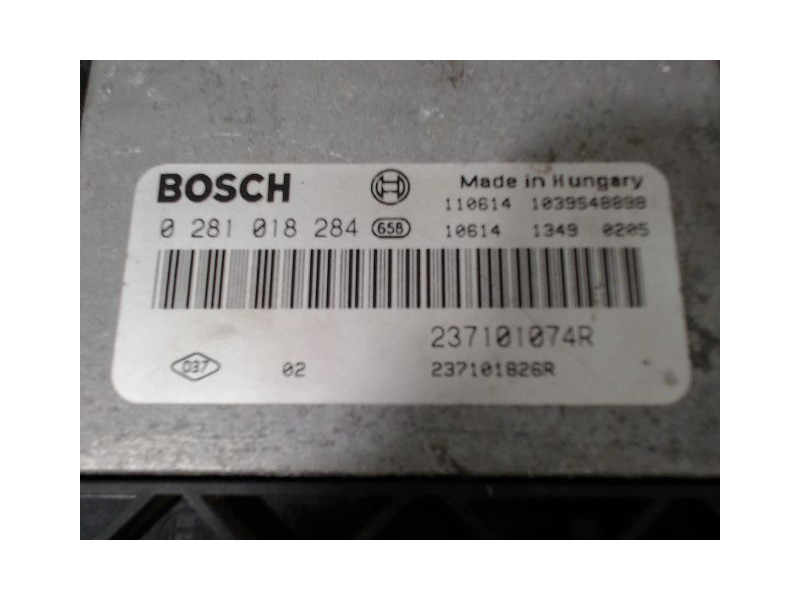 BOSCH
Made in Hungary
110614 1039S48898
0 281 018 284 658
10614 1349 0205
237101074R
D37 02 237101826R